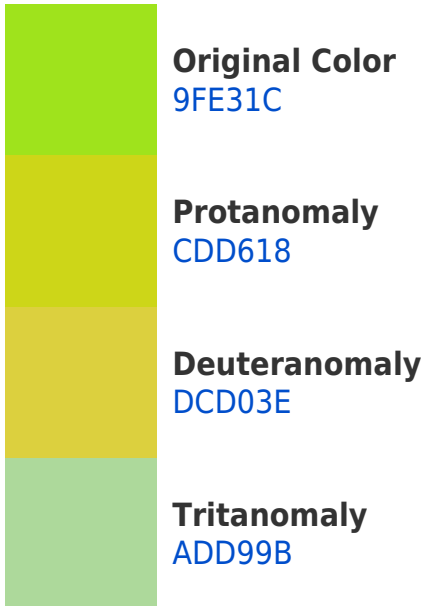 Original Color
9FE31C
Protanomaly
CDD618
Deuteranomaly
DCD03E
Tritanomaly
ADD99B